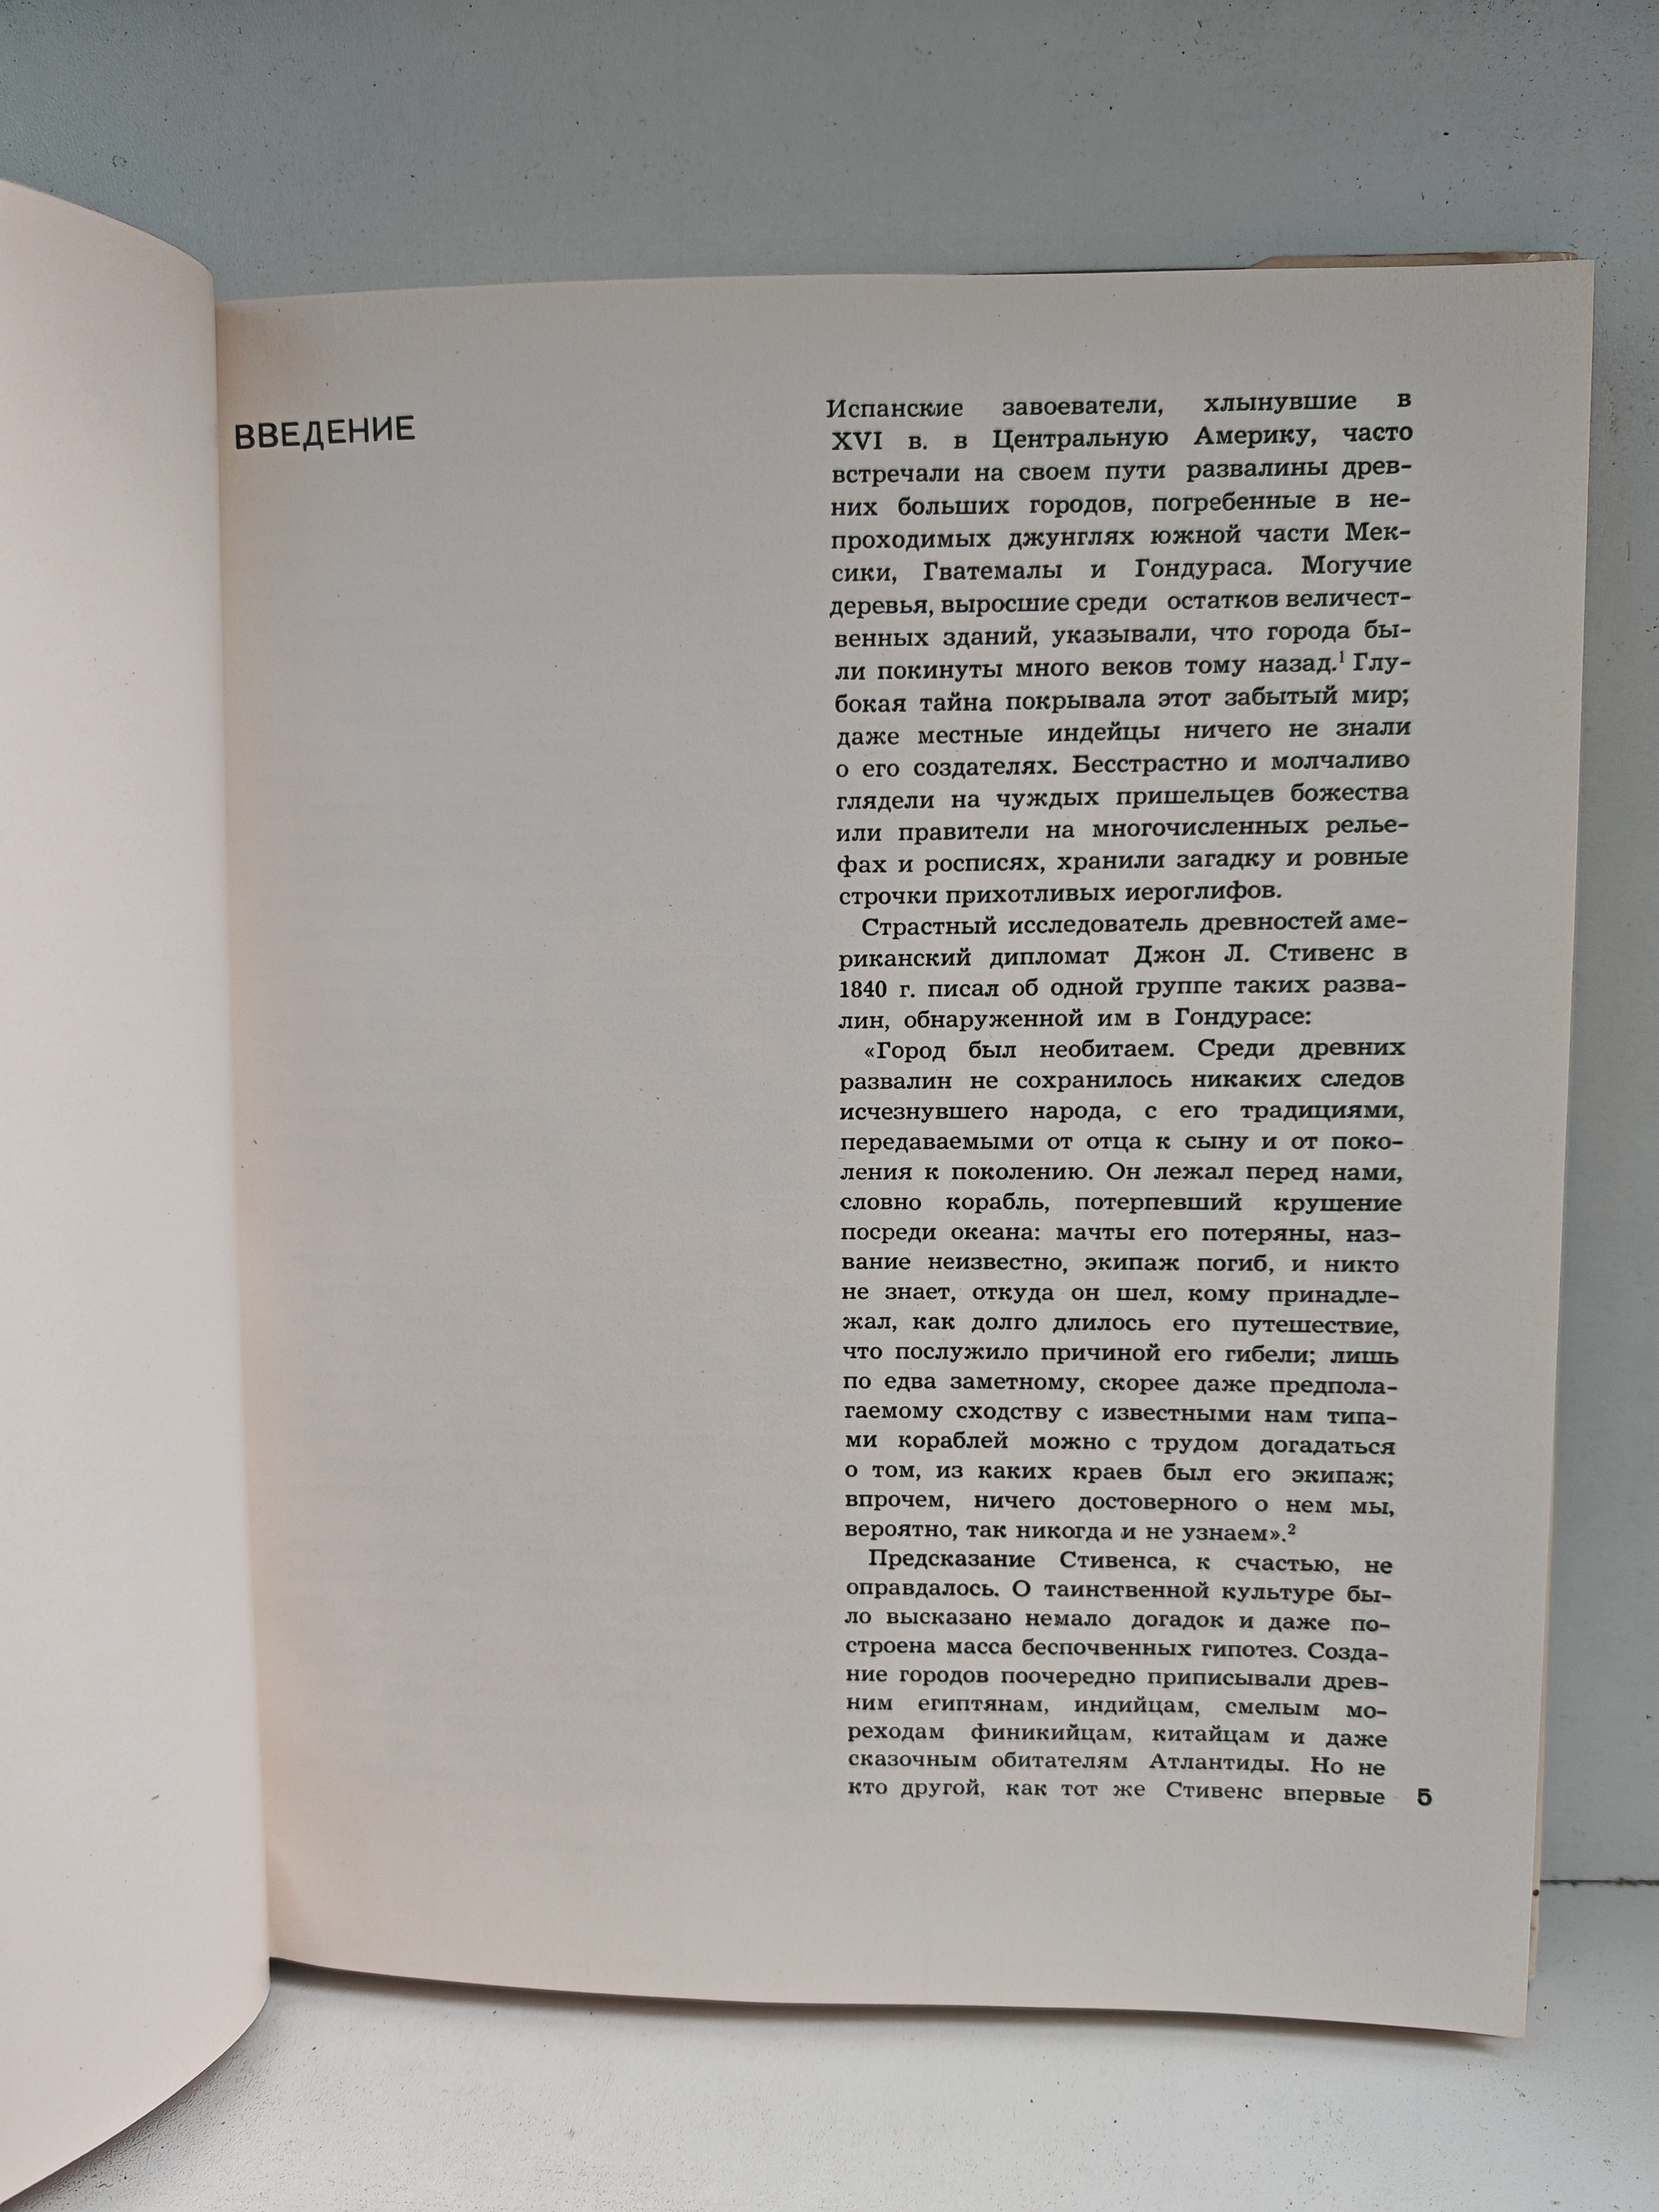 ВВЕДЕНИЕ
Испанские завоеватели, хлынувшие в
XVI в. в Центральную Америку, часто
встречали на своем пути развалины древ-
них больших городов, погребенные в не-
проходимых джунглях южной части Мек-
сики, Гватемалы и Гондураса. Могучие
деревья, выросшие среди остатков величест-
венных зданий, указывали, что города бы-
ли покинуты много веков тому назад.¹ Глу-
бокая тайна покрывала этот забытый мир;
даже местные индейцы ничего не знали
о его создателях. Бесстрастно и молчаливо
глядели на чуждых пришельцев божества
или правители на многочисленных релье-
фах и росписях, хранили загадку и ровные
строчки прихотливых иероглифов.
Страстный исследователь древностей аме-
риканский дипломат Джон Л. Стивенс в
1840 г. писал об одной группе таких разва-
лин, обнаруженной им в Гондурасе:
«Город был необитаем. Среди древних
развалин не сохранилось никаких следов
исчезнувшего народа, с его традициями,
передаваемыми от отца к сыну и от поко-
ления к поколению. Он лежал перед нами,
словно корабль, потерпевший крушение
посреди океана: мачты его потеряны, наз-
вание неизвестно, экипаж погиб, и никто
не знает, откуда он шел, кому принадле-
жал, как долго длилось его путешествие,
что послужило причиной его гибели; лишь
по едва заметному, скорее даже предпола-
гаемому сходству с известными нам типа-
ми кораблей можно с трудом догадаться
о том, из каких краев был его экипаж;
впрочем, ничего достоверного о нем мы,
вероятно, так никогда и не узнаем».²
Предсказание Стивенса, к счастью, не
оправдалось. О таинственной культуре бы-
ло высказано немало догадок и даже по-
строена масса беспочвенных гипотез. Созда-
ние городов поочередно приписывали древ-
ним египтянам, индийцам, смелым мо-
реходам финикийцам, китайцам и даже
сказочным обитателям Атлантиды. Но не
кто другой, как тот же Стивенс впервые
5